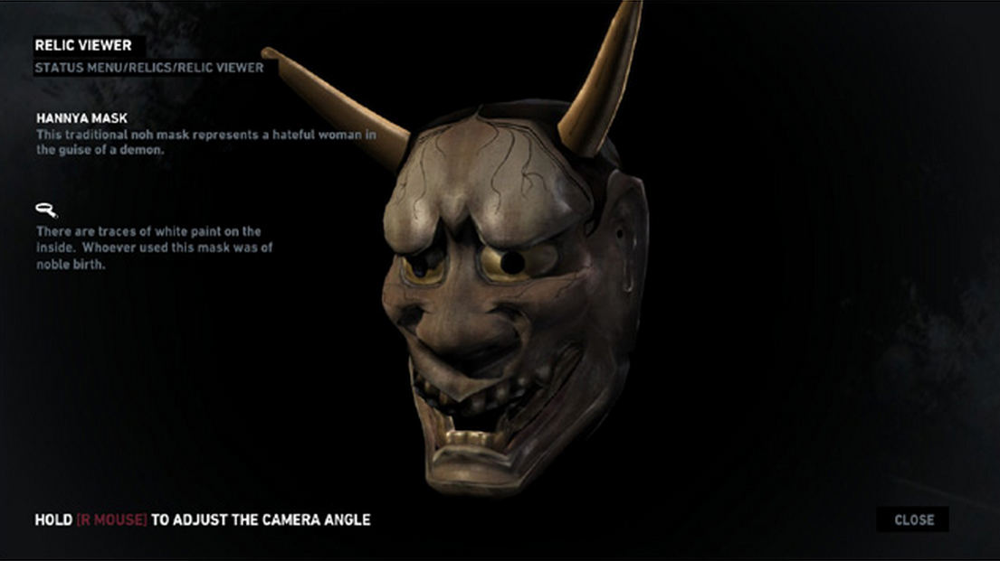 RELIC VIEWER
STATUS MENU/RELICS/RELIC VIEWER
HANNYA MASK
This traditional noh mask represents a hateful woman in
the guise of a demon.
There are traces of white paint on the
inside. Whoever used this mask was of
noble birth.
HOLD [R MOUSE] TO ADJUST THE CAMERA ANGLE
CLOSE